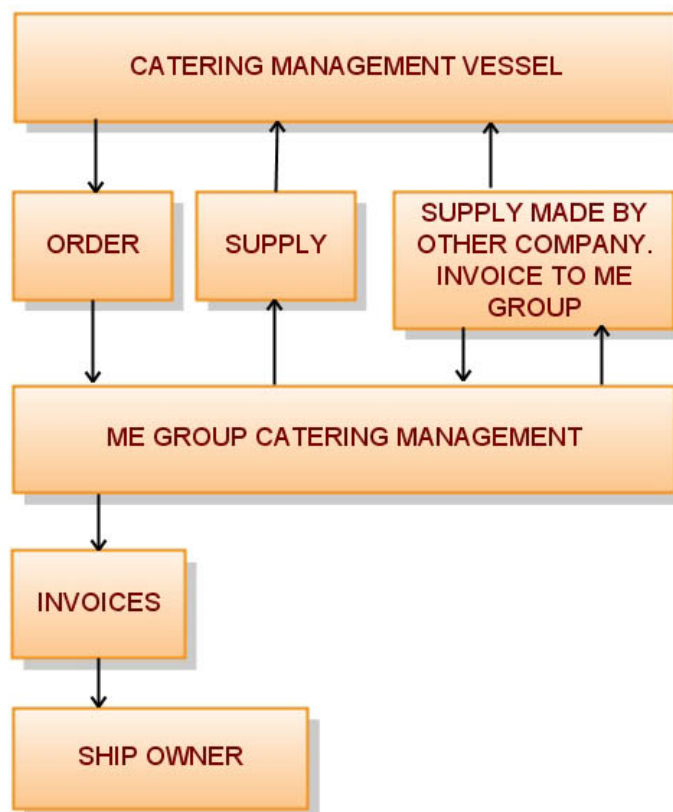 CATERING MANAGEMENT VESSEL
ORDER
SUPPLY
SUPPLY MADE BY
OTHER COMPANY.
INVOICE TO ME
GROUP
ME GROUP CATERING MANAGEMENT
INVOICES
SHIP OWNER